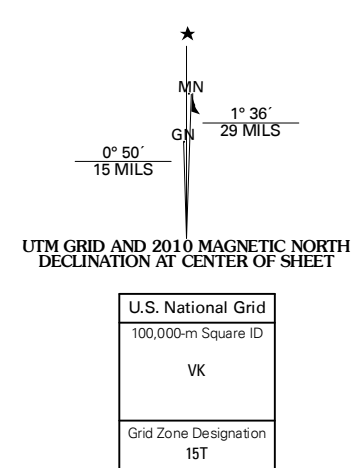 MN
1° 36´
29 MILS
GN
0° 50´
15 MILS
UTM GRID AND 2010 MAGNETIC NORTH
DECLINATION AT CENTER OF SHEET
U.S. National Grid
100,000-m Square ID
VK
Grid Zone Designation
15T